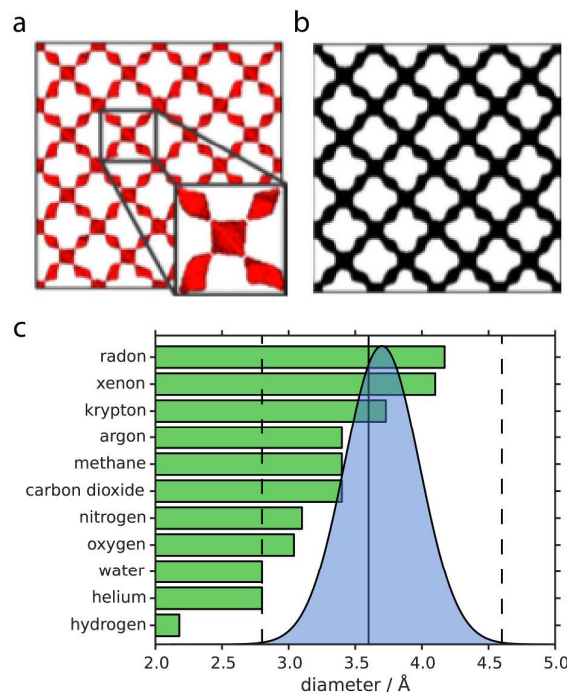 a
b
c
radon
xenon
krypton
argon
methane
carbon dioxide
nitrogen
oxygen
water
helium
hydrogen
2.0 2.5 3.0 3.5 4.0 4.5 5.0
diameter / Å